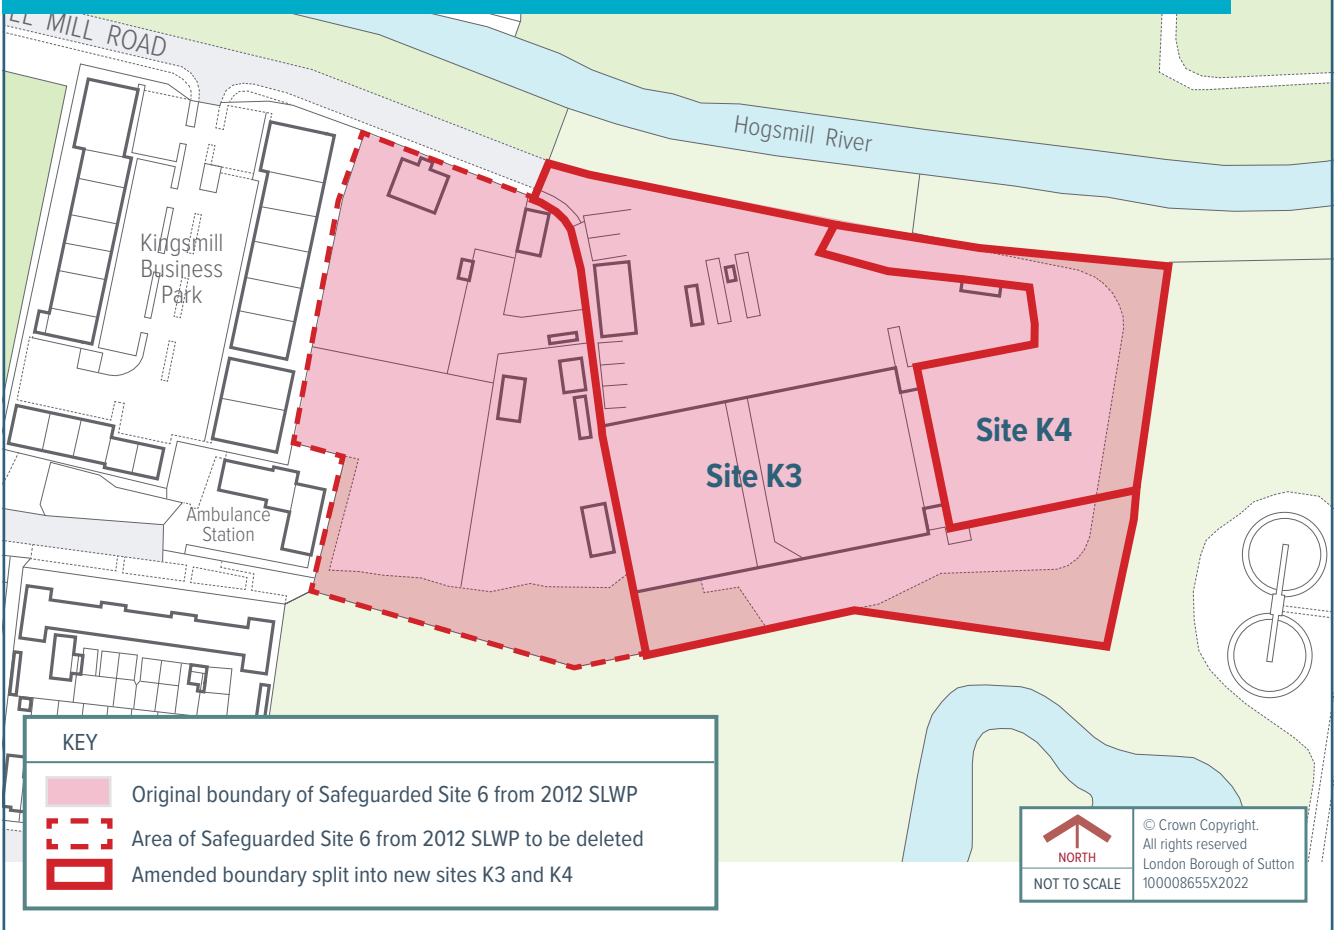 MILL ROAD
Hogsmill River
Kingsmill
Business
Park
Site K4
Site K3
Ambulance
Station
KEY
Original boundary of Safeguarded Site 6 from 2012 SLWP
Area of Safeguarded Site 6 from 2012 SLWP to be deleted
Amended boundary split into new sites K3 and K4
NORTH
NOT TO SCALE
© Crown Copyright.
All rights reserved
London Borough of Sutton
100008655X2022